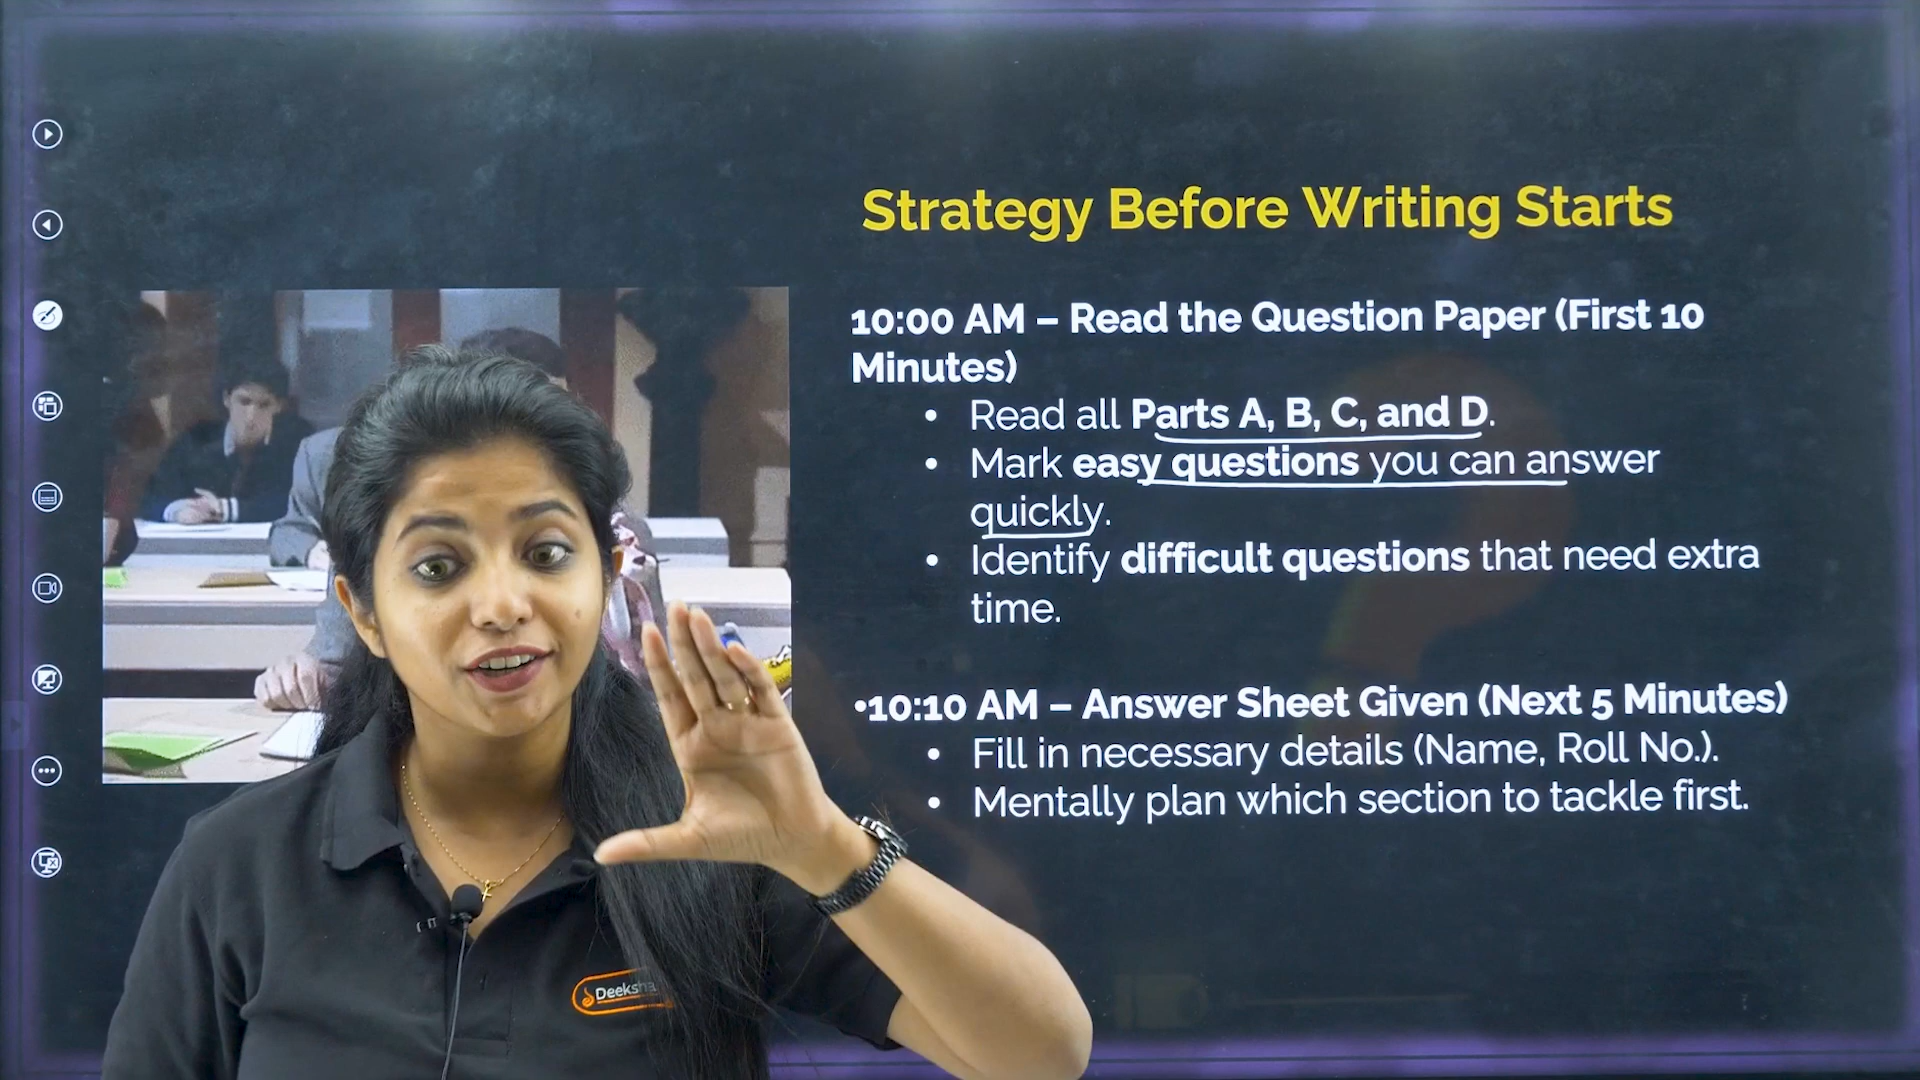 Strategy Before Writing Starts
10:00 AM – Read the Question Paper (First 10
Minutes)
• Read all Parts A, B, C, and D.
• Mark easy questions you can answer
quickly.
• Identify difficult questions that need extra
time.
•10:10 AM – Answer Sheet Given (Next 5 Minutes)
• Fill in necessary details (Name, Roll No.).
• Mentally plan which section to tackle first.
Deeksha